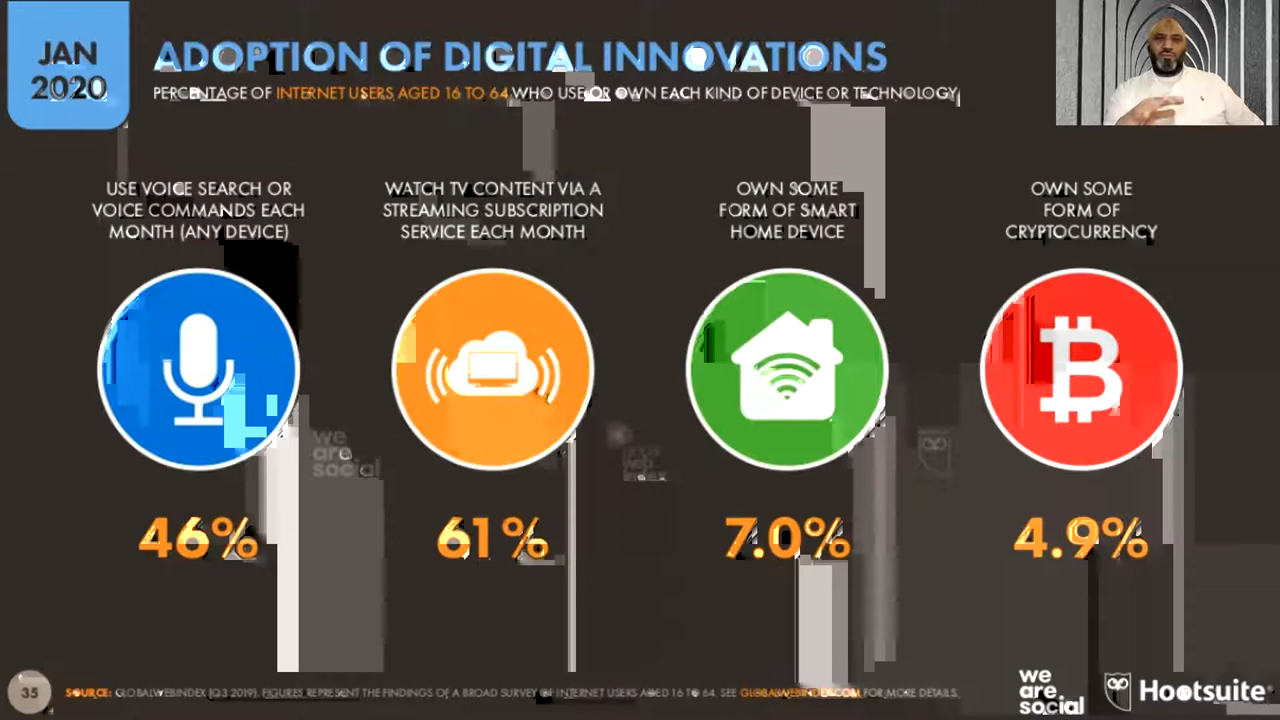 JAN
2020
ADOPTION OF DIGITAL INNOVATIONS
PERCENTAGE OF INTERNET USERS AGED 16 TO 64 WHO USE OR OWN EACH KIND OF DEVICE OR TECHNOLOGY
USE VOICE SEARCH OR
VOICE COMMANDS EACH
MONTH (ANY DEVICE)
WATCH TV CONTENT VIA A
STREAMING SUBSCRIPTION
SERVICE EACH MONTH
OWN SOME
FORM OF SMART
HOME DEVICE
OWN SOME
FORM OF
CRYPTOCURRENCY
we
are
social
46%
61%
7.0%
4.9%
35
SOURCE: GLOBALWEBINDEX (Q3 2019). FIGURES REPRESENT THE FINDINGS OF A BROAD SURVEY OF INTERNET USERS AGED 16 TO 64. SEE GLOBALWEBINDEX.COM FOR MORE DETAILS.
we
are
social
Hootsuite